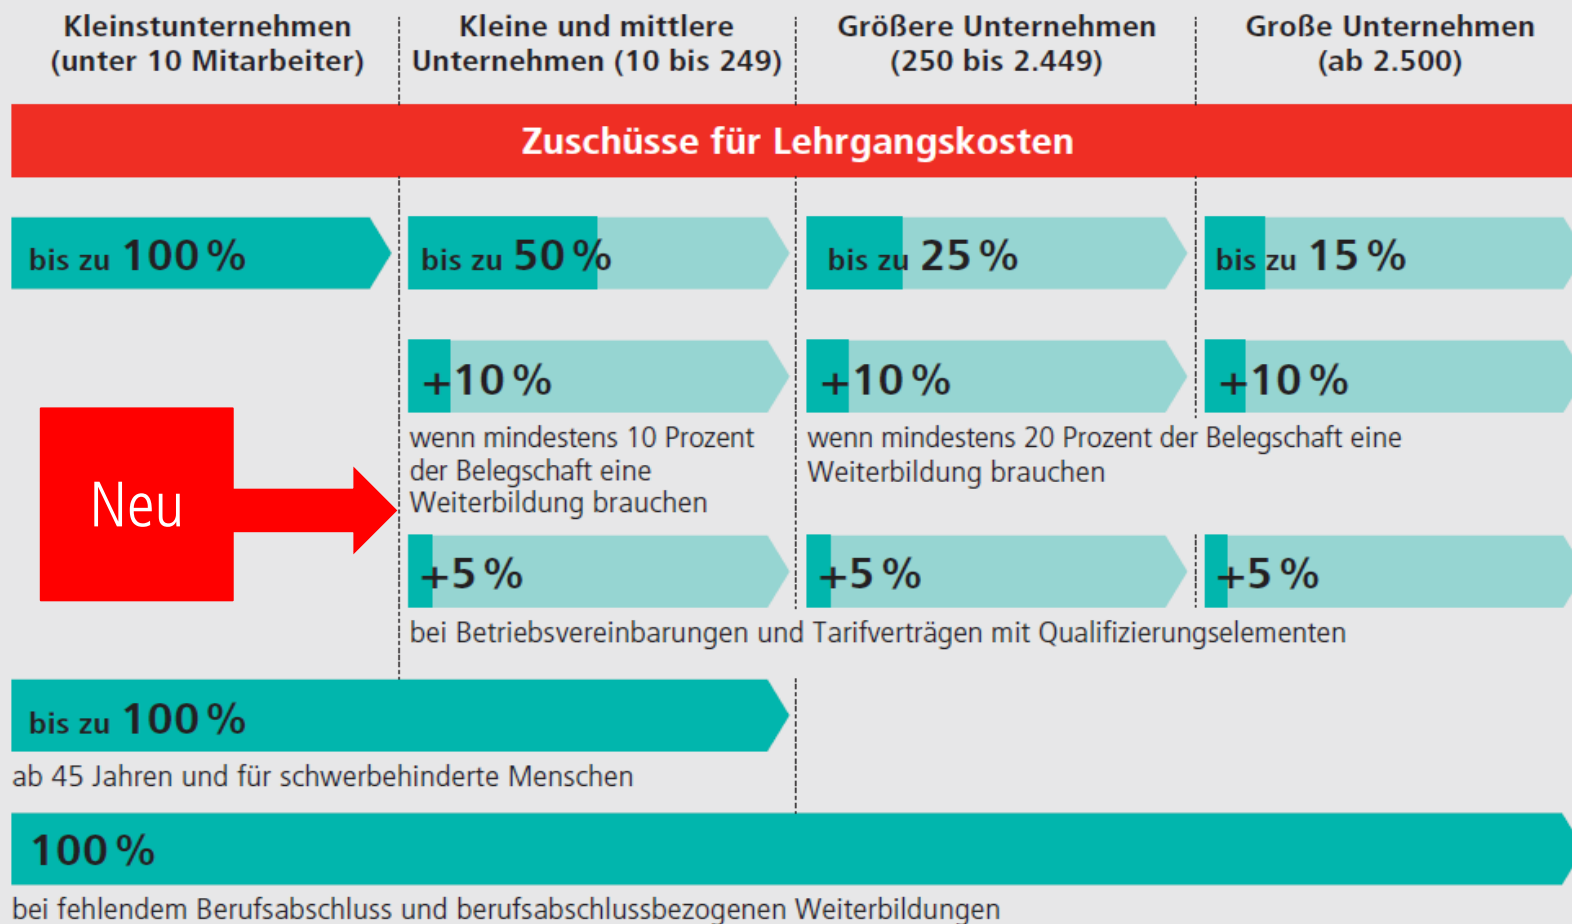 Kleinstunternehmen
(unter 10 Mitarbeiter)
Kleine und mittlere
Unternehmen (10 bis 249)
Größere Unternehmen
(250 bis 2.449)
Große Unternehmen
(ab 2.500)
Zuschüsse für Lehrgangskosten
bis zu 100 %
bis zu 50 %
bis zu 25 %
bis zu 15 %
+10 %
+10 %
+10 %
wenn mindestens 10 Prozent
der Belegschaft eine
Weiterbildung brauchen
wenn mindestens 20 Prozent der Belegschaft eine
Weiterbildung brauchen
Neu
+5 %
+5 %
+5 %
bei Betriebsvereinbarungen und Tarifverträgen mit Qualifizierungselementen
bis zu 100 %
ab 45 Jahren und für schwerbehinderte Menschen
100 %
bei fehlendem Berufsabschluss und berufsabschlussbezogenen Weiterbildungen